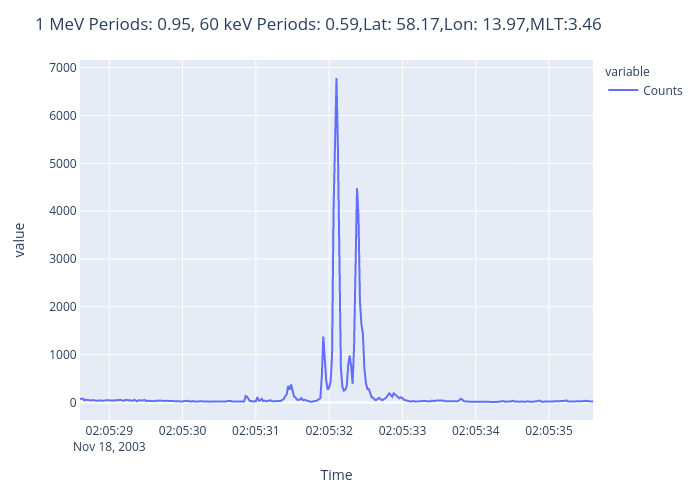 1 MeV Periods: 0.95, 60 keV Periods: 0.59,Lat: 58.17,Lon: 13.97,MLT:3.46
variable
Counts
7000
6000
5000
4000
3000
2000
1000
0
value
02:05:29 02:05:30 02:05:31 02:05:32 02:05:33 02:05:34 02:05:35
Nov 18, 2003
Time